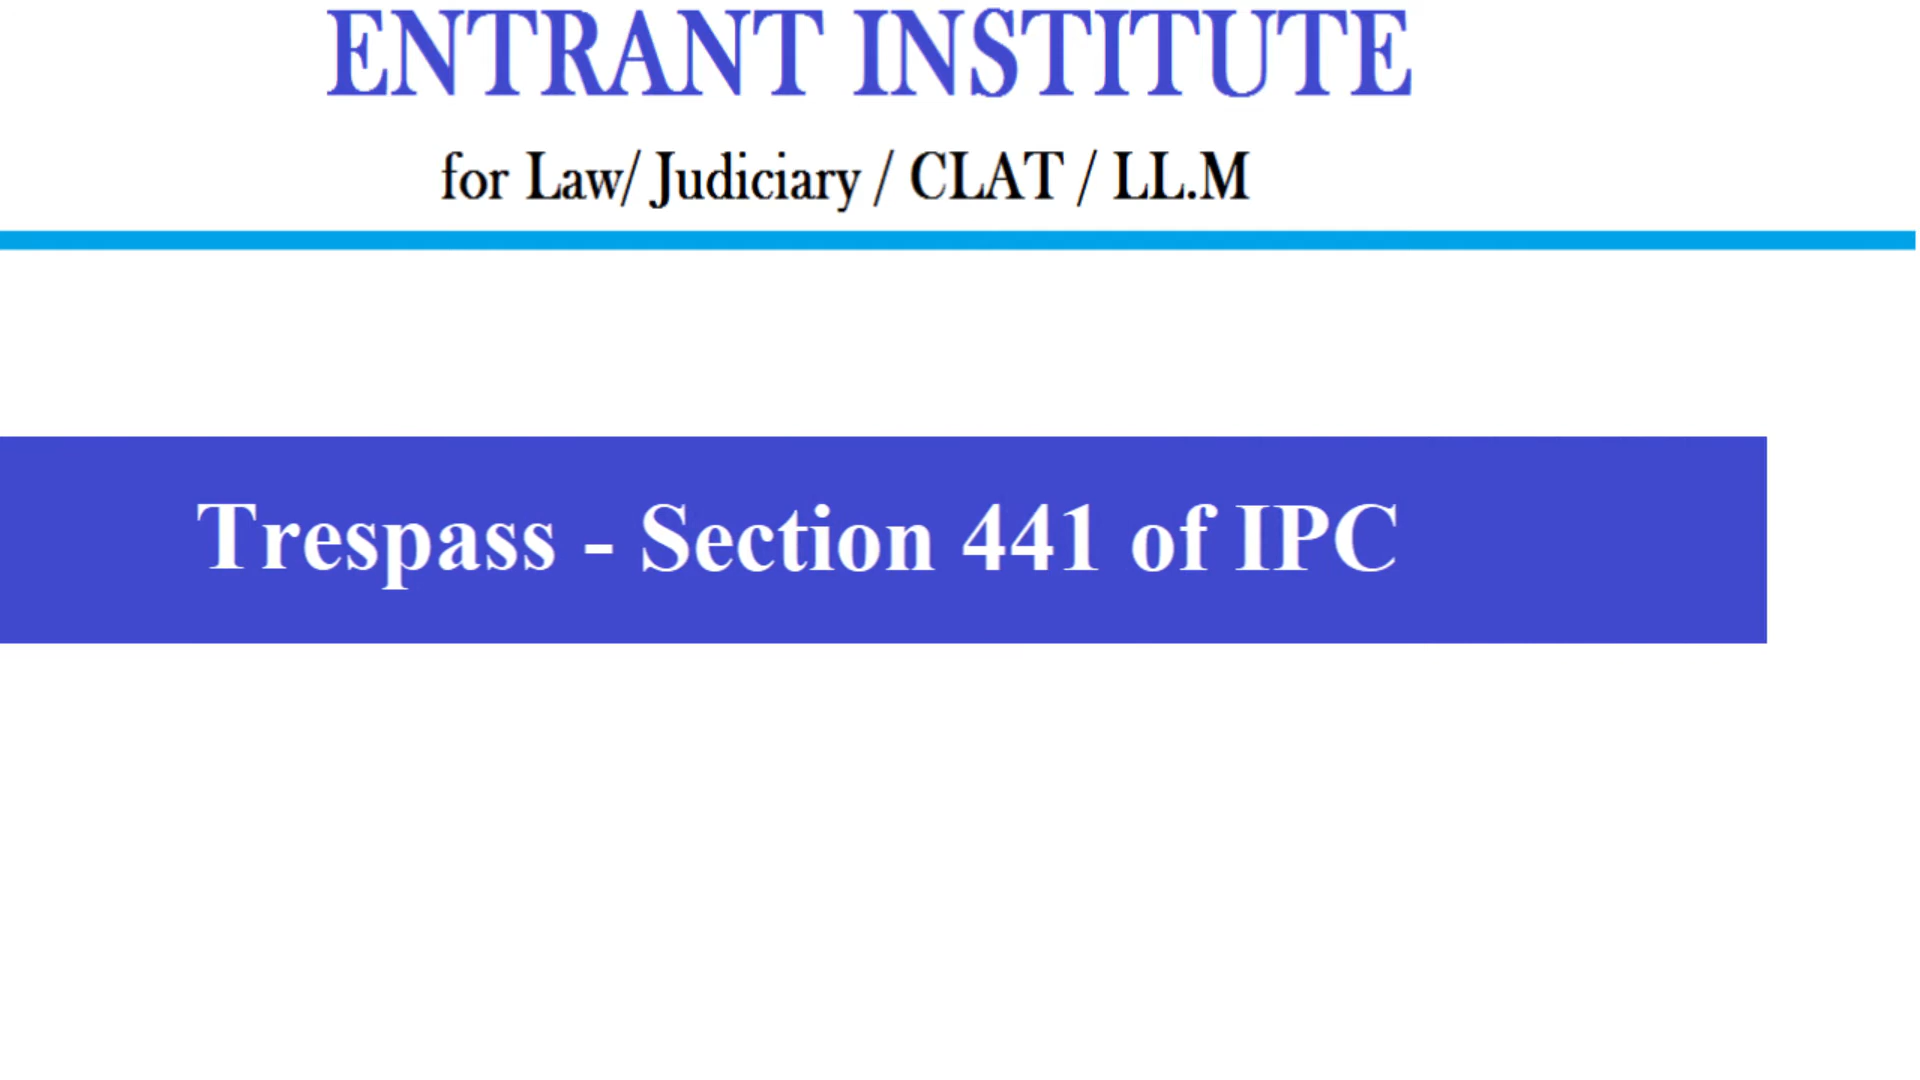 ENTRANT INSTITUTE
for Law/ Judiciary / CLAT / LL.M
Trespass - Section 441 of IPC